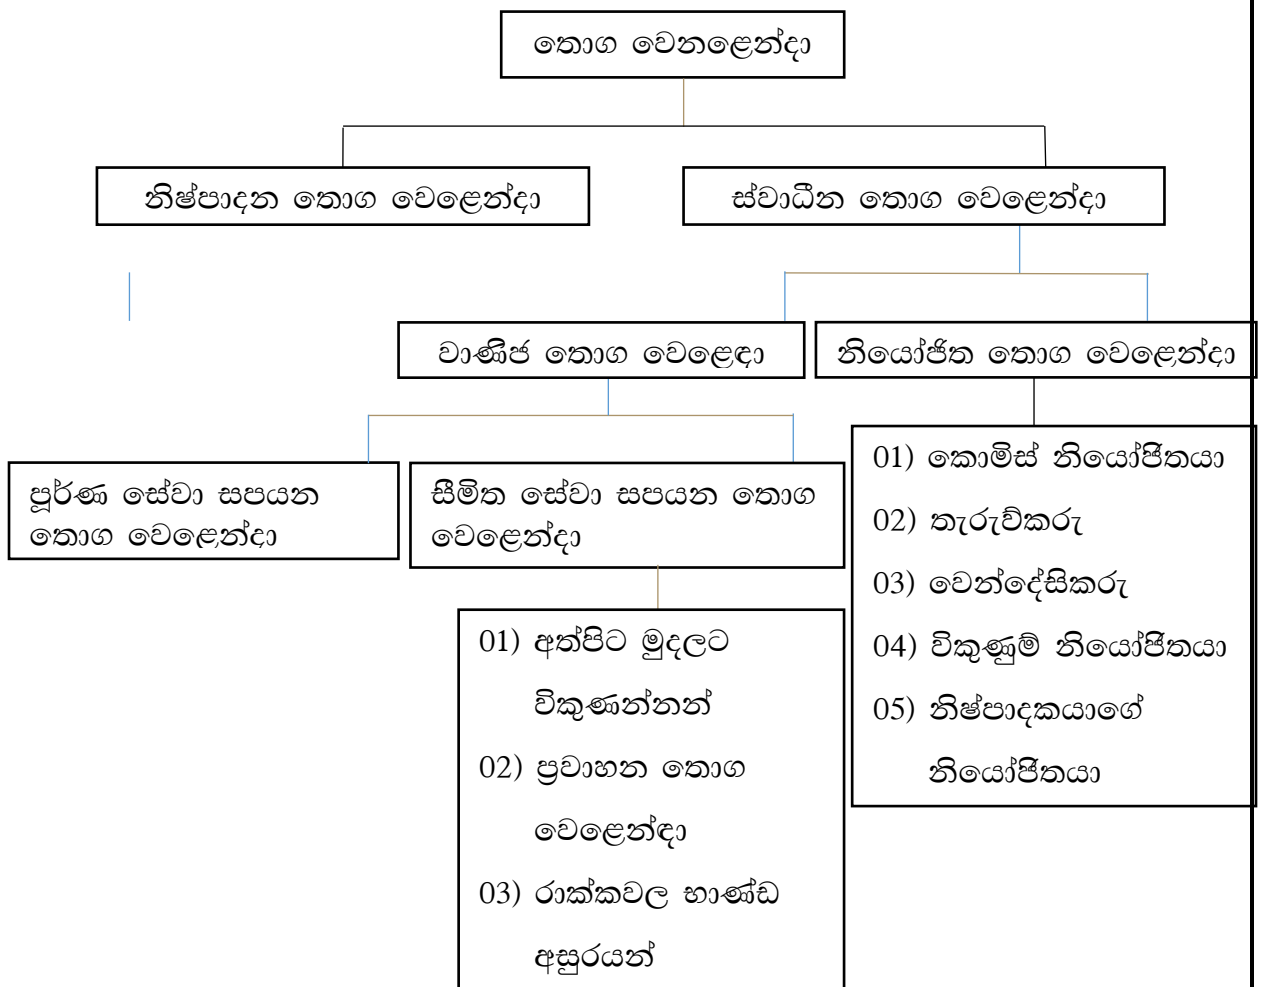 තොග වෙනළෙන්දා
නිෂ්පාදන තොග වෙළෙන්දා
ස්වාධීන තොග වෙළෙන්දා
වාණිජ තොග වෙළෙඳා
නියෝජිත තොග වෙළෙන්දා
පූර්ණ සේවා සපයන
තොග වෙළෙන්දා
සීමිත සේවා සපයන තොග
වෙළෙන්දා
01) අත්පිට මුදලට
විකුණන්නන්
02) ප්‍රවාහන තොග
වෙළෙන්ඳා
03) රාක්කවල භාණ්ඩ
අසුරයන්
01) කොමිස් නියෝජිතයා
02) තැරුව්කරු
03) වෙන්දේසිකරු
04) විකුණුම් නියෝජිතයා
05) නිෂ්පාදකයාගේ
නියෝජිතයා